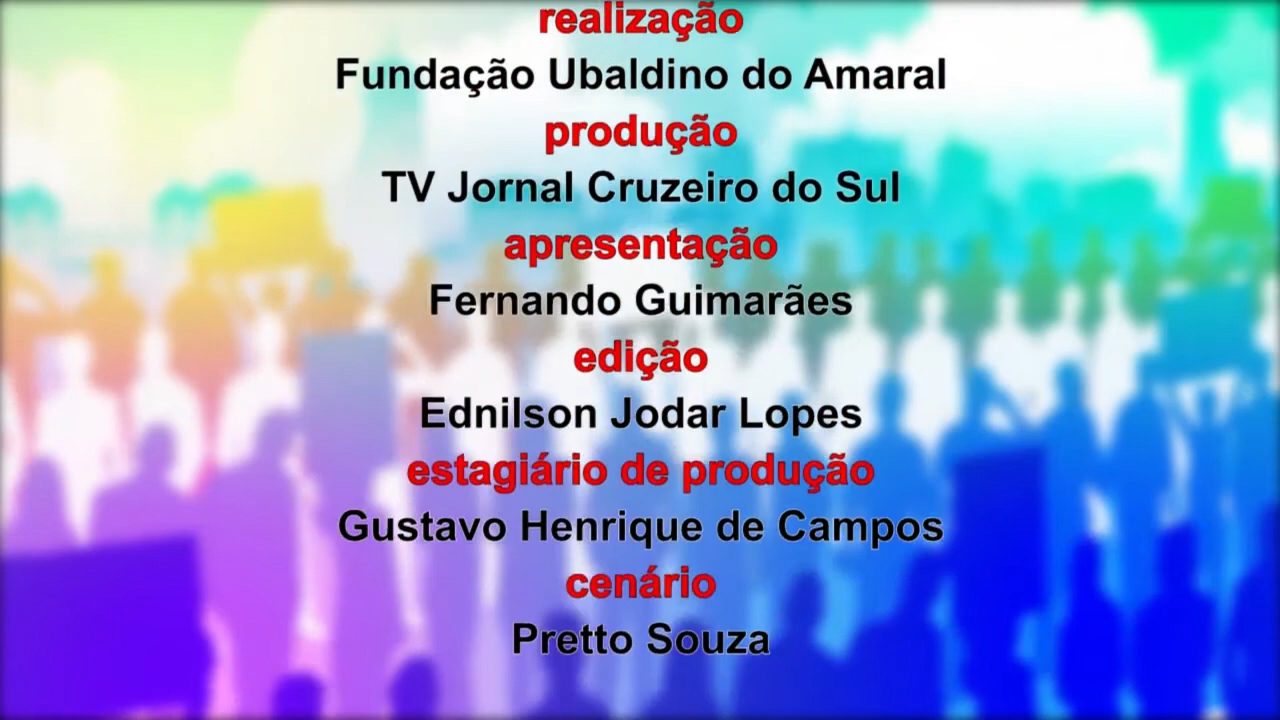 realização
Fundação Ubaldino do Amaral
produção
TV Jornal Cruzeiro do Sul
apresentação
Fernando Guimarães
edição
Ednilson Jodar Lopes
estagiário de produção
Gustavo Henrique de Campos
cenário
Pretto Souza